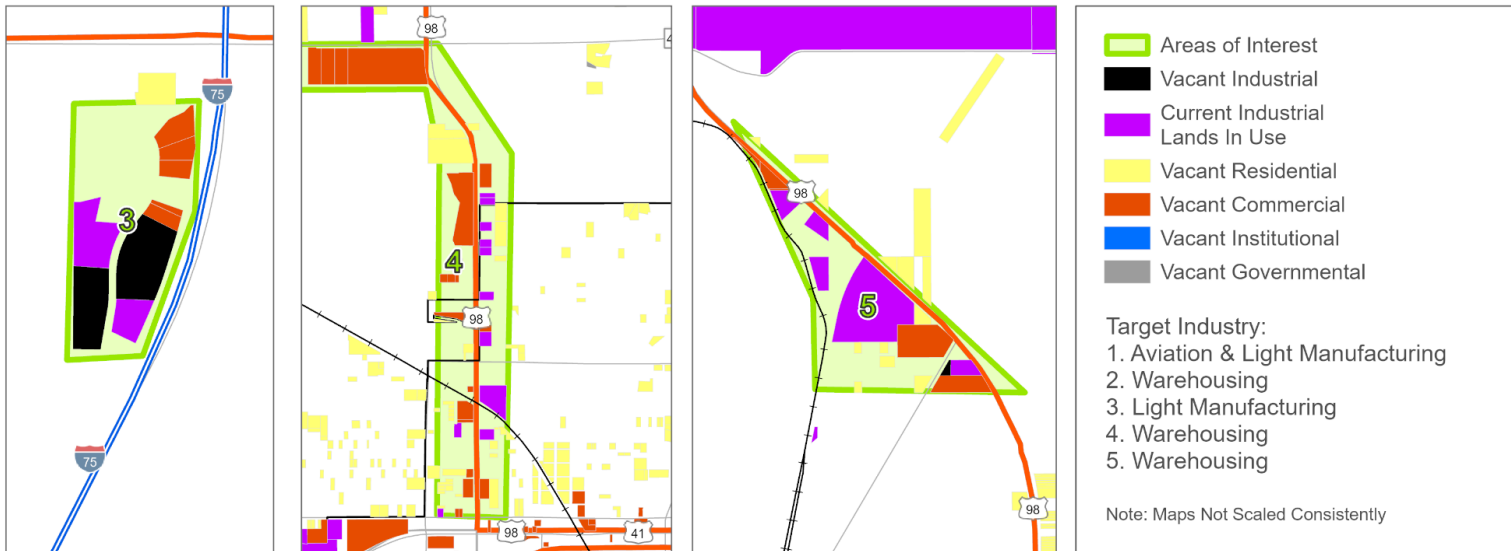 75
3
75
98
4
4
98
98
41
98
5
98
Areas of Interest
Vacant Industrial
Current Industrial
Lands In Use
Vacant Residential
Vacant Commercial
Vacant Institutional
Vacant Governmental
Target Industry:
1. Aviation & Light Manufacturing
2. Warehousing
3. Light Manufacturing
4. Warehousing
5. Warehousing
Note: Maps Not Scaled Consistently